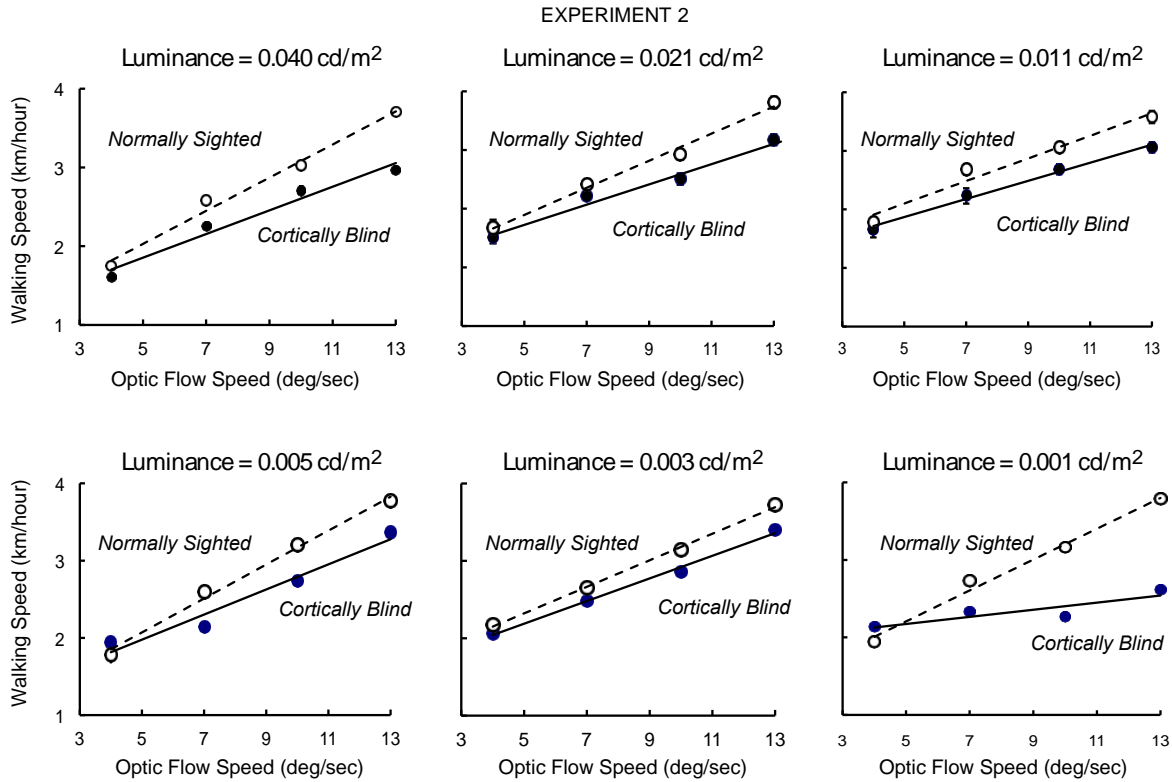 EXPERIMENT 2
Luminance = 0.040 cd/m2
Luminance = 0.021 cd/m2
Luminance = 0.011 cd/m2
Walking Speed (km/hour)
4
3
2
1
Normally Sighted
Cortically Blind
3 5 7 9 11 13
Optic Flow Speed (deg/sec)
Normally Sighted
Cortically Blind
3 5 7 9 11 13
Optic Flow Speed (deg/sec)
Normally Sighted
Cortically Blind
3 5 7 9 11 13
Optic Flow Speed (deg/sec)
Luminance = 0.005 cd/m2
Luminance = 0.003 cd/m2
Luminance = 0.001 cd/m2
Walking Speed (km/hour)
4
3
2
1
Normally Sighted
Cortically Blind
3 5 7 9 11 13
Optic Flow Speed (deg/sec)
Normally Sighted
Cortically Blind
3 5 7 9 11 13
Optic Flow Speed (deg/sec)
Normally Sighted
Cortically Blind
3 5 7 9 11 13
Optic Flow Speed (deg/sec)